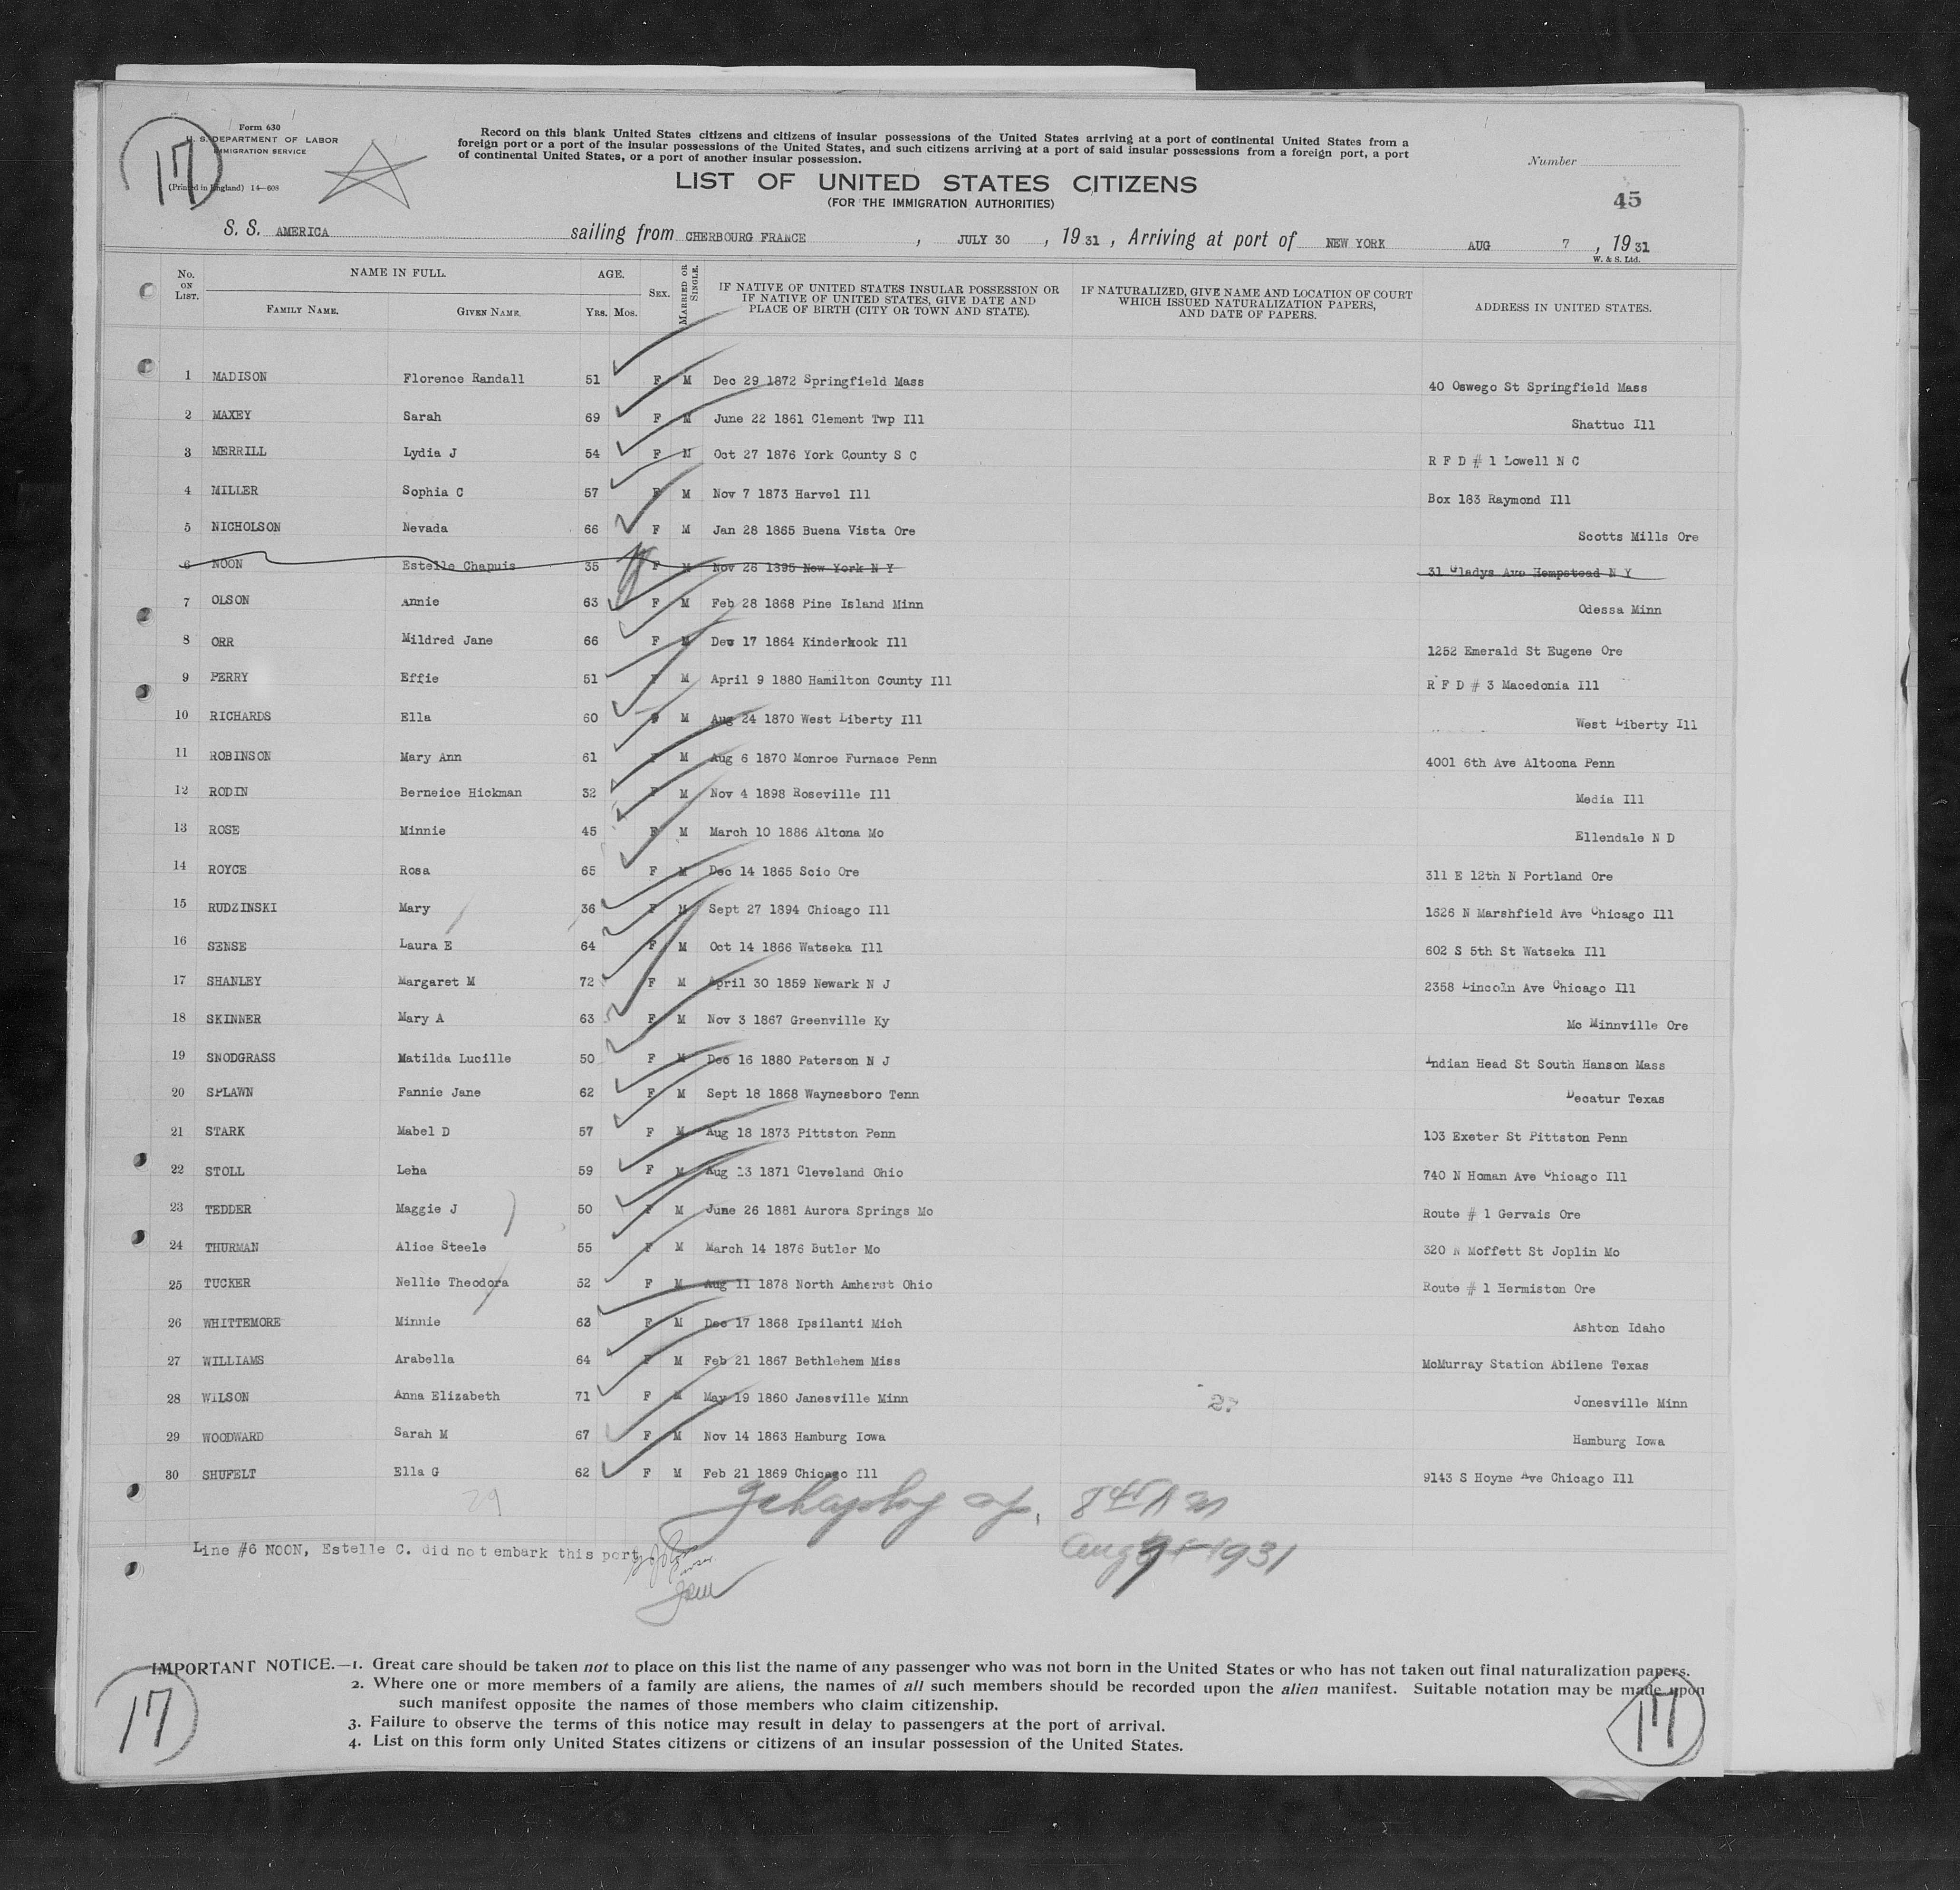 Form 630
U. S. DEPARTMENT OF LABOR
IMMIGRATION SERVICE
(Printed in England) 14—608
17
Record on this blank United States citizens and citizens of insular possessions of the United States arriving at a port of continental United States from a
foreign port or a port of the insular possessions of the United States, and such citizens arriving at a port of said insular possessions from a foreign port, a port
of continental United States, or a port of another insular possession.
Number
LIST OF UNITED STATES CITIZENS
(FOR THE IMMIGRATION AUTHORITIES)
45
S. S. AMERICA sailing from CHERBOURG FRANCE, JULY 30, 1931, Arriving at port of NEW YORK AUG 7, 1931
W. & S. Ltd.
No. ON LIST. NAME IN FULL. FAMILY NAME. GIVEN NAME. AGE. YRS. MOS. SEX. MARRIED OR SINGLE. IF NATIVE OF UNITED STATES INSULAR POSSESSION OR IF NATIVE OF UNITED STATES, GIVE DATE AND PLACE OF BIRTH (CITY OR TOWN AND STATE). IF NATURALIZED, GIVE NAME AND LOCATION OF COURT WHICH ISSUED NATURALIZATION PAPERS, AND DATE OF PAPERS. ADDRESS IN UNITED STATES.
1 MADISON Florence Randall 51 F M Dec 29 1872 Springfield Mass 40 Oswego St Springfield Mass
2 MAXEY Sarah 69 F M June 22 1861 Clement Twp Ill Shattuc Ill
3 MERRILL Lydia J 54 F M Oct 27 1876 York County S C R F D # 1 Lowell N C
4 MILLER Sophia C 57 F M Nov 7 1873 Harvel Ill Box 183 Raymond Ill
5 NICHOLSON Nevada 66 F M Jan 28 1865 Buena Vista Ore Scotts Mills Ore
6 NOON Estelle Chapuis 35 F M Nov 26 1895 New York N Y 31 Gladys Ave Hempstead N Y
7 OLSON Annie 63 F M Feb 28 1868 Pine Island Minn Odessa Minn
8 ORR Mildred Jane 66 F M Dec 17 1864 Kinderhook Ill 1252 Emerald St Eugene Ore
9 PERRY Effie 51 F M April 9 1880 Hamilton County Ill R F D # 3 Macedonia Ill
10 RICHARDS Ella 60 F M Aug 24 1870 West Liberty Ill West Liberty Ill
11 ROBINSON Mary Ann 61 F M Aug 6 1870 Monroe Furnace Penn 4001 6th Ave Altoona Penn
12 RODIN Berneice Hickman 32 F M Nov 4 1898 Roseville Ill Media Ill
13 ROSE Minnie 45 F M March 10 1886 Altona Mo Ellendale N D
14 ROYCE Rosa 65 F M Dec 14 1865 Scio Ore 311 E 12th N Portland Ore
15 RUDZINSKI Mary 36 F M Sept 27 1894 Chicago Ill 1626 N Marshfield Ave Chicago Ill
16 SENSE Laura E 64 F M Oct 14 1866 Watseka Ill 602 S 5th St Watseka Ill
17 SHANLEY Margaret M 72 F M April 30 1859 Newark N J 2358 Lincoln Ave Chicago Ill
18 SKINNER Mary A 63 F M Nov 3 1867 Greenville Ky Mc Minnville Ore
19 SNODGRASS Matilda Lucille 50 F M Dec 16 1880 Paterson N J Indian Head St South Hanson Mass
20 SPLAWN Fannie Jane 62 F M Sept 18 1868 Waynesboro Tenn Decatur Texas
21 STARK Mabel D 57 F M Aug 18 1873 Pittston Penn 103 Exeter St Pittston Penn
22 STOLL Lena 59 F M Aug 13 1871 Cleveland Ohio 740 N Homan Ave Chicago Ill
23 TEDDER Maggie J 50 F M June 26 1881 Aurora Springs Mo Route # 1 Gervais Ore
24 THURMAN Alice Steele 55 F M March 14 1876 Butler Mo 320 N Moffett St Joplin Mo
25 TUCKER Nellie Theodora 52 F M Aug 11 1878 North Amherst Ohio Route # 1 Hermiston Ore
26 WHITTEMORE Minnie 63 F M Dec 17 1868 Ipsilanti Mich Ashton Idaho
27 WILLIAMS Arabella 64 F M Feb 21 1867 Bethlehem Miss McMurray Station Abilene Texas
28 WILSON Anna Elizabeth 71 F M May 19 1860 Janesville Minn 27 Jonesville Minn
29 WOODWARD Sarah M 67 F M Nov 14 1863 Hamburg Iowa Hamburg Iowa
30 SHUFELT Ella G 62 F M Feb 21 1869 Chicago Ill 9143 S Hoyne Ave Chicago Ill
29
Line #6 NOON, Estelle C. did not embark this port
Aug 1931
IMPORTANT NOTICE.—1. Great care should be taken not to place on this list the name of any passenger who was not born in the United States or who has not taken out final naturalization papers.
2. Where one or more members of a family are aliens, the names of all such members should be recorded upon the alien manifest. Suitable notation may be made upon
such manifest opposite the names of those members who claim citizenship.
3. Failure to observe the terms of this notice may result in delay to passengers at the port of arrival.
4. List on this form only United States citizens or citizens of an insular possession of the United States.
17
17